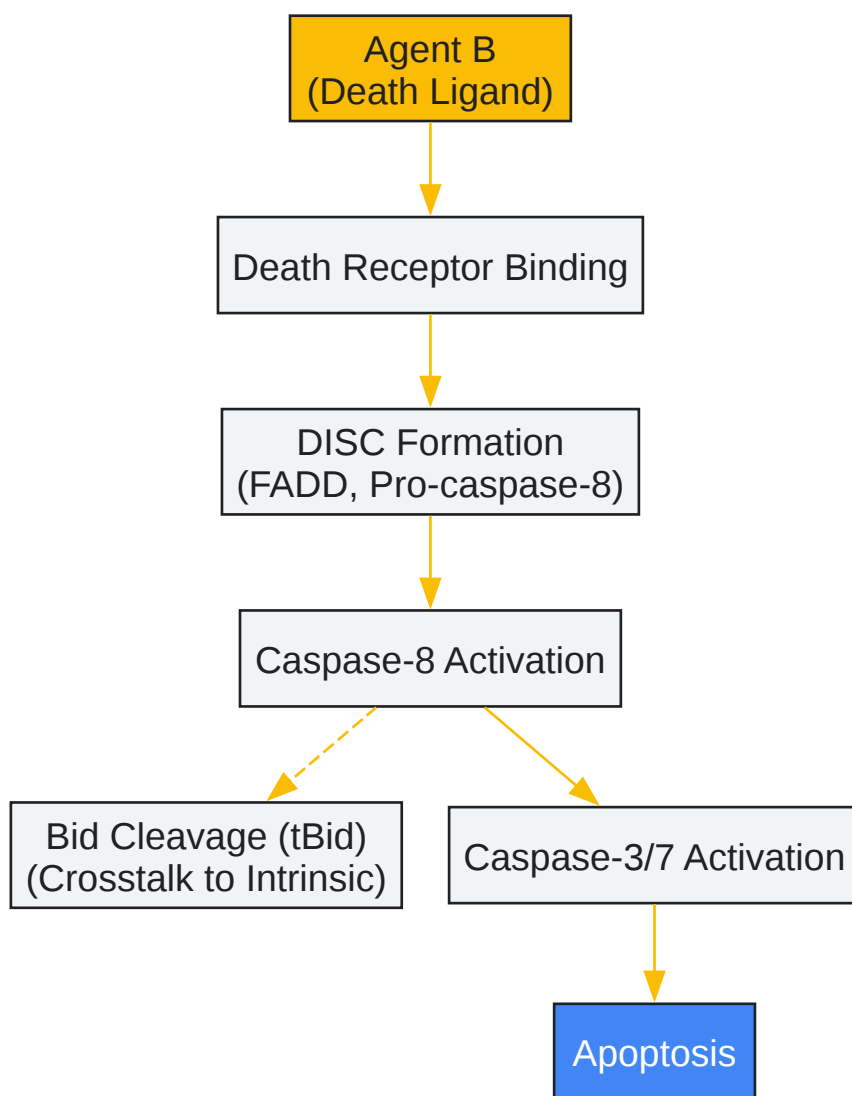 Agent B
(Death Ligand)
Death Receptor Binding
DISC Formation
(FADD, Pro-caspase-8)
Caspase-8 Activation
Bid Cleavage (tBid)
(Crosstalk to Intrinsic)
Caspase-3/7 Activation
Apoptosis